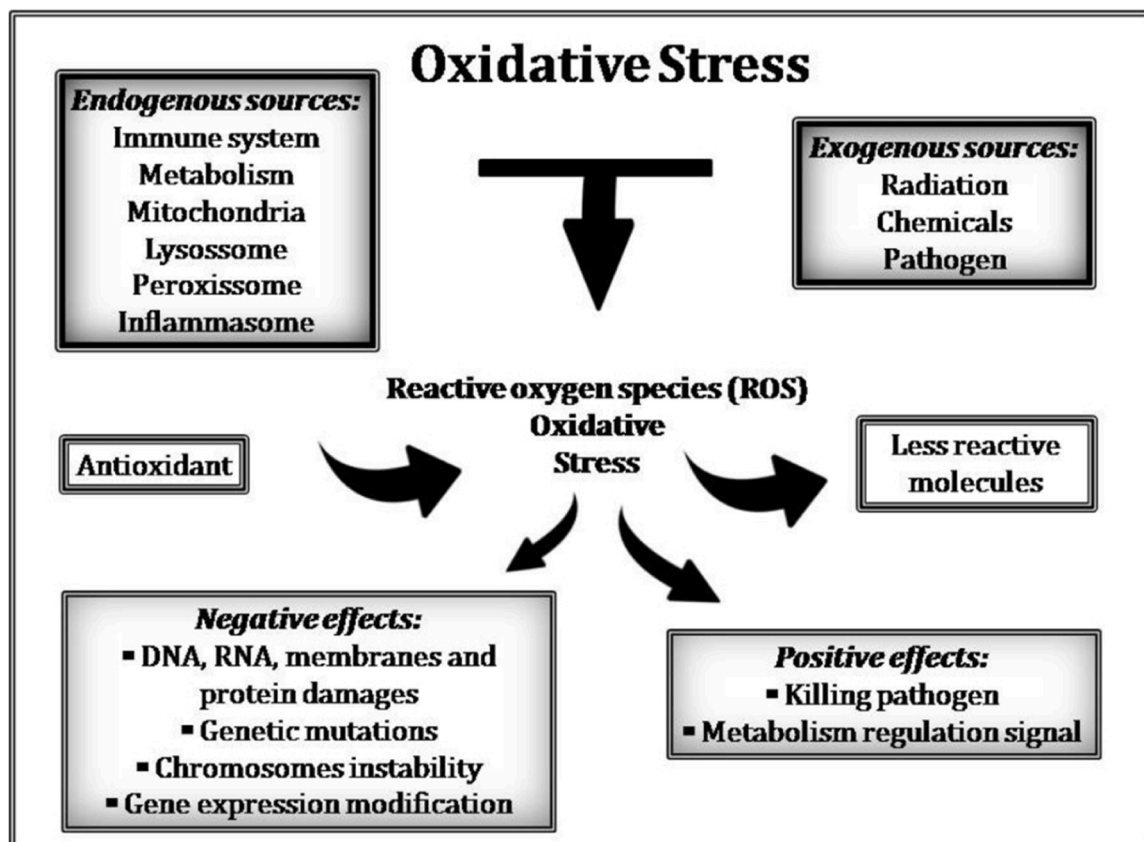 Oxidative Stress
Endogenous sources:
Immune system
Metabolism
Mitochondria
Lysossome
Peroxissome
Inflammasome
Exogenous sources:
Radiation
Chemicals
Pathogen
Reactive oxygen species (ROS)
Oxidative
Stress
Antioxidant
Less reactive
molecules
Negative effects:
▪ DNA, RNA, membranes and
protein damages
▪ Genetic mutations
▪ Chromosomes instability
▪ Gene expression modification
Positive effects:
▪ Killing pathogen
▪ Metabolism regulation signal